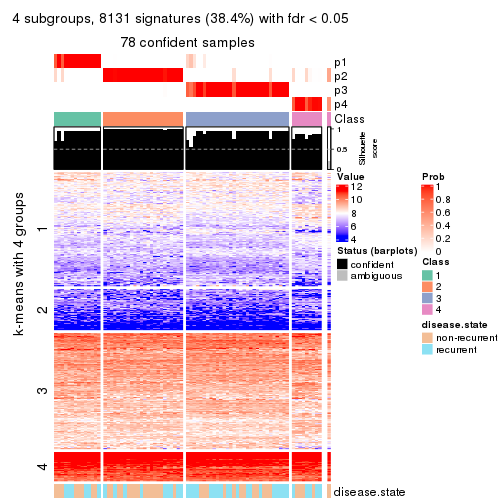 4 subgroups, 8131 signatures (38.4%) with fdr < 0.05
78 confident samples
p1
p2
p3
p4
Class
1
0.5
0
Silhouette
score
k-means with 4 groups
1
2
3
4
disease.state
Value
12
10
8
6
4
Status (barplots)
confident
ambiguous
Prob
1
0.8
0.6
0.4
0.2
0
Class
1
2
3
4
disease.state
non-recurrent
recurrent